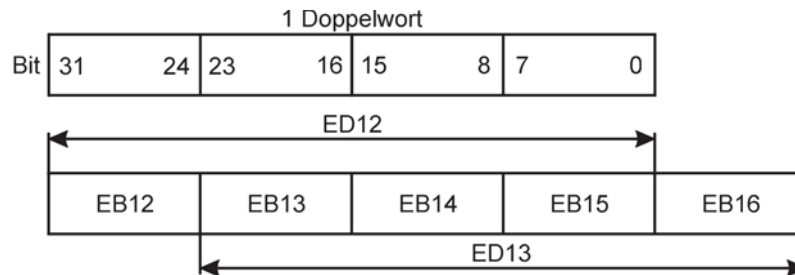 1 Doppelwort
Bit 31 24 23 16 15 8 7 0
ED12
EB12 EB13 EB14 EB15 EB16
ED13